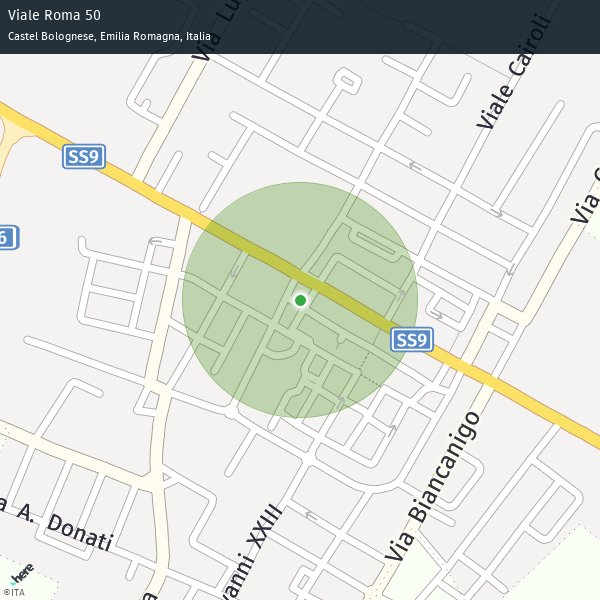 Viale Roma 50
Castel Bolognese, Emilia Romagna, Italia
Via Lu
Viale Cairoli
SS9
Via C
6
SS9
Via Biancanigo
a A. Donati
vanni XXIII
a
here
©ITA